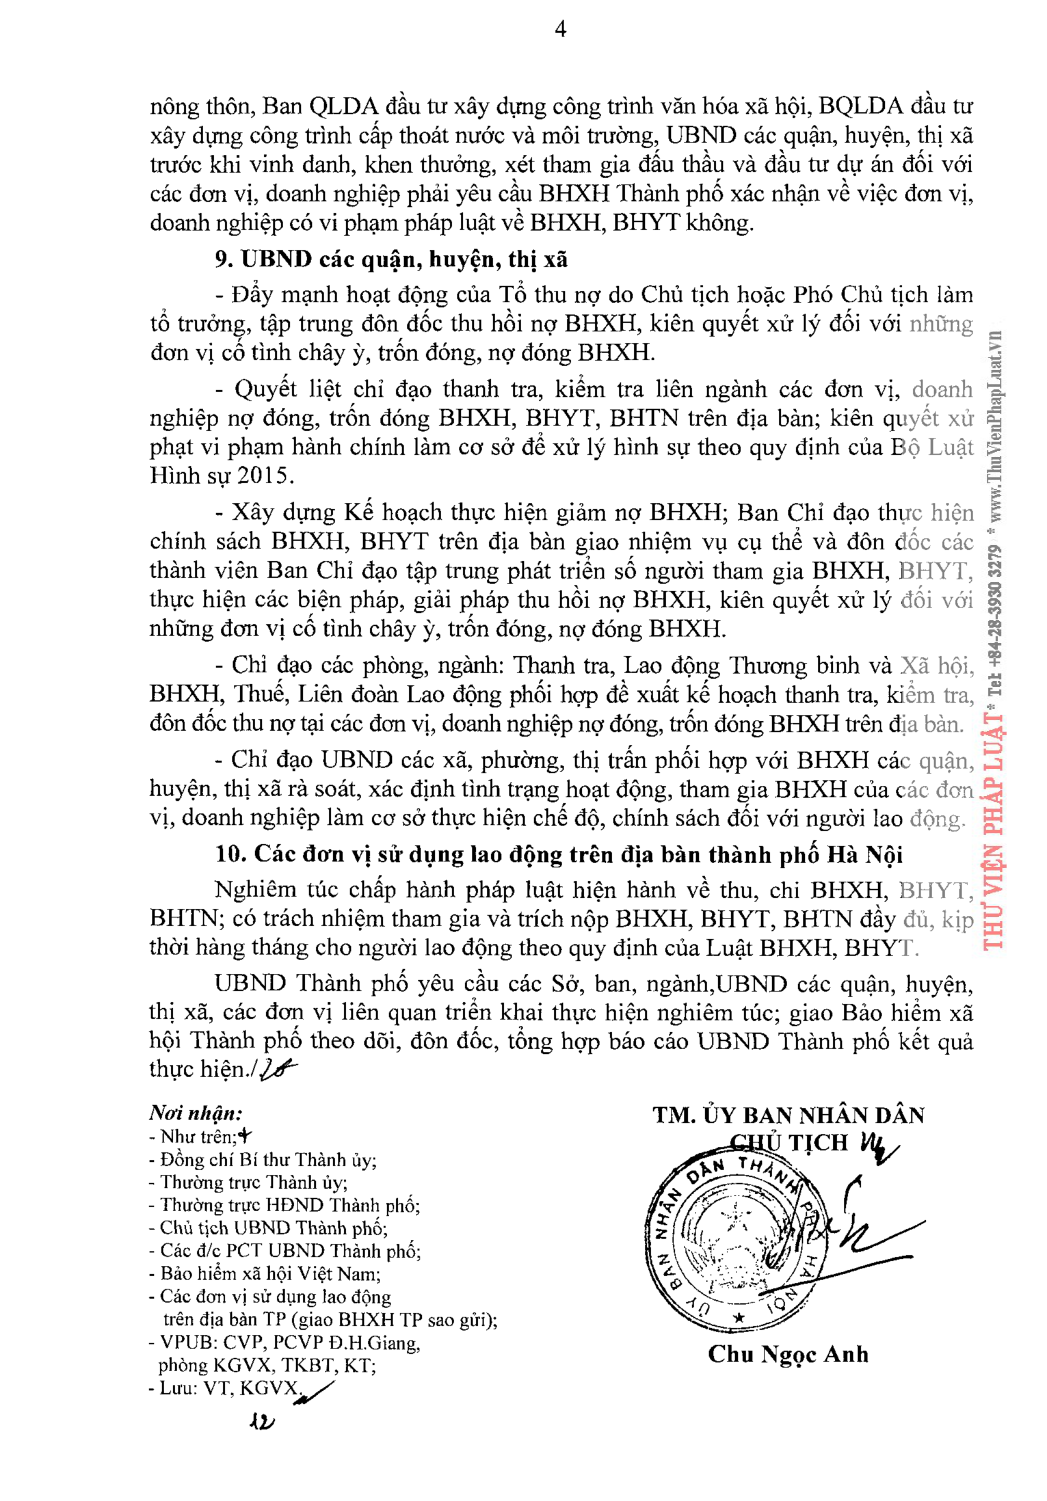 4
nông thôn, Ban QLDA đầu tư xây dựng công trình văn hóa xã hội, BQLDA đầu tư
xây dựng công trình cấp thoát nước và môi trường, UBND các quận, huyện, thị xã
trước khi vinh danh, khen thưởng, xét tham gia đấu thầu và đầu tư dự án đối với
các đơn vị, doanh nghiệp phải yêu cầu BHXH Thành phố xác nhận về việc đơn vị,
doanh nghiệp có vi phạm pháp luật về BHXH, BHYT không.
9. UBND các quận, huyện, thị xã
- Đẩy mạnh hoạt động của Tổ thu nợ do Chủ tịch hoặc Phó Chủ tịch làm
tổ trưởng, tập trung đôn đốc thu hồi nợ BHXH, kiên quyết xử lý đối với những
đơn vị cố tình chây ỳ, trốn đóng, nợ đóng BHXH.
- Quyết liệt chỉ đạo thanh tra, kiểm tra liên ngành các đơn vị, doanh
nghiệp nợ đóng, trốn đóng BHXH, BHYT, BHTN trên địa bàn; kiên quyết xử
phạt vi phạm hành chính làm cơ sở để xử lý hình sự theo quy định của Bộ Luật
Hình sự 2015.
- Xây dựng Kế hoạch thực hiện giảm nợ BHXH; Ban Chỉ đạo thực hiện
chính sách BHXH, BHYT trên địa bàn giao nhiệm vụ cụ thể và đôn đốc các
thành viên Ban Chỉ đạo tập trung phát triển số người tham gia BHXH, BHYT,
thực hiện các biện pháp, giải pháp thu hồi nợ BHXH, kiên quyết xử lý đối với
những đơn vị cố tình chây ỳ, trốn đóng, nợ đóng BHXH.
- Chỉ đạo các phòng, ngành: Thanh tra, Lao động Thương binh và Xã hội,
BHXH, Thuế, Liên đoàn Lao động phối hợp đề xuất kế hoạch thanh tra, kiểm tra,
đôn đốc thu nợ tại các đơn vị, doanh nghiệp nợ đóng, trốn đóng BHXH trên địa bàn.
- Chỉ đạo UBND các xã, phường, thị trấn phối hợp với BHXH các quận,
huyện, thị xã rà soát, xác định tình trạng hoạt động, tham gia BHXH của các đơn
vị, doanh nghiệp làm cơ sở thực hiện chế độ, chính sách đối với người lao động.
10. Các đơn vị sử dụng lao động trên địa bàn thành phố Hà Nội
Nghiêm túc chấp hành pháp luật hiện hành về thu, chi BHXH, BHYT,
BHTN; có trách nhiệm tham gia và trích nộp BHXH, BHYT, BHTN đầy đủ, kịp
thời hàng tháng cho người lao động theo quy định của Luật BHXH, BHYT.
UBND Thành phố yêu cầu các Sở, ban, ngành,UBND các quận, huyện,
thị xã, các đơn vị liên quan triển khai thực hiện nghiêm túc; giao Bảo hiểm xã
hội Thành phố theo dõi, đôn đốc, tổng hợp báo cáo UBND Thành phố kết quả
thực hiện./.
Nơi nhận:
- Như trên;
- Đồng chí Bí thư Thành ủy;
- Thường trực Thành ủy;
- Thường trực HĐND Thành phố;
- Chủ tịch UBND Thành phố;
- Các đ/c PCT UBND Thành phố;
- Bảo hiểm xã hội Việt Nam;
- Các đơn vị sử dụng lao động
trên địa bàn TP (giao BHXH TP sao gửi);
- VPUB: CVP, PCVP Đ.H.Giang,
phòng KGVX, TKBT, KT;
- Lưu: VT, KGVX.
12
TM. ỦY BAN NHÂN DÂN
CHỦ TỊCH
ỦY BAN NHÂN DÂN THÀNH PHỐ HÀ NỘI
Chu Ngọc Anh
THƯ VIỆN PHÁP LUẬT * Tel: +84-28-3930 3279 * www.ThuVienPhapLuat.vn